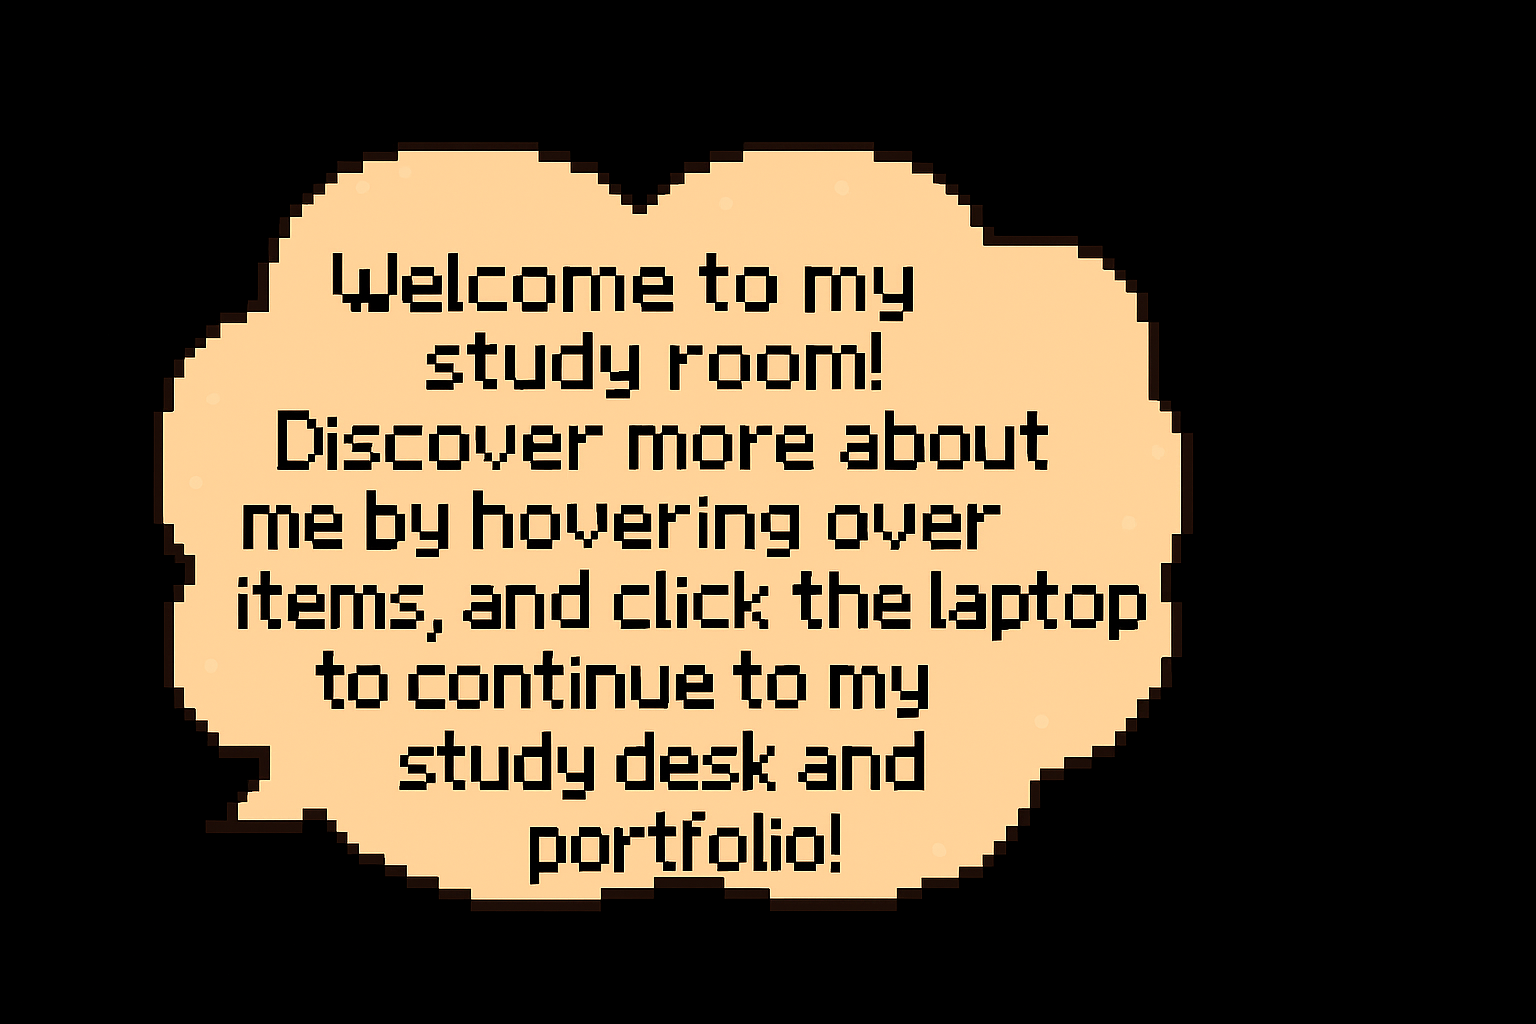 Welcome to my
study room!
Discover more about
me by hovering over
items, and click the laptop
to continue to my
study desk and
portfolio!